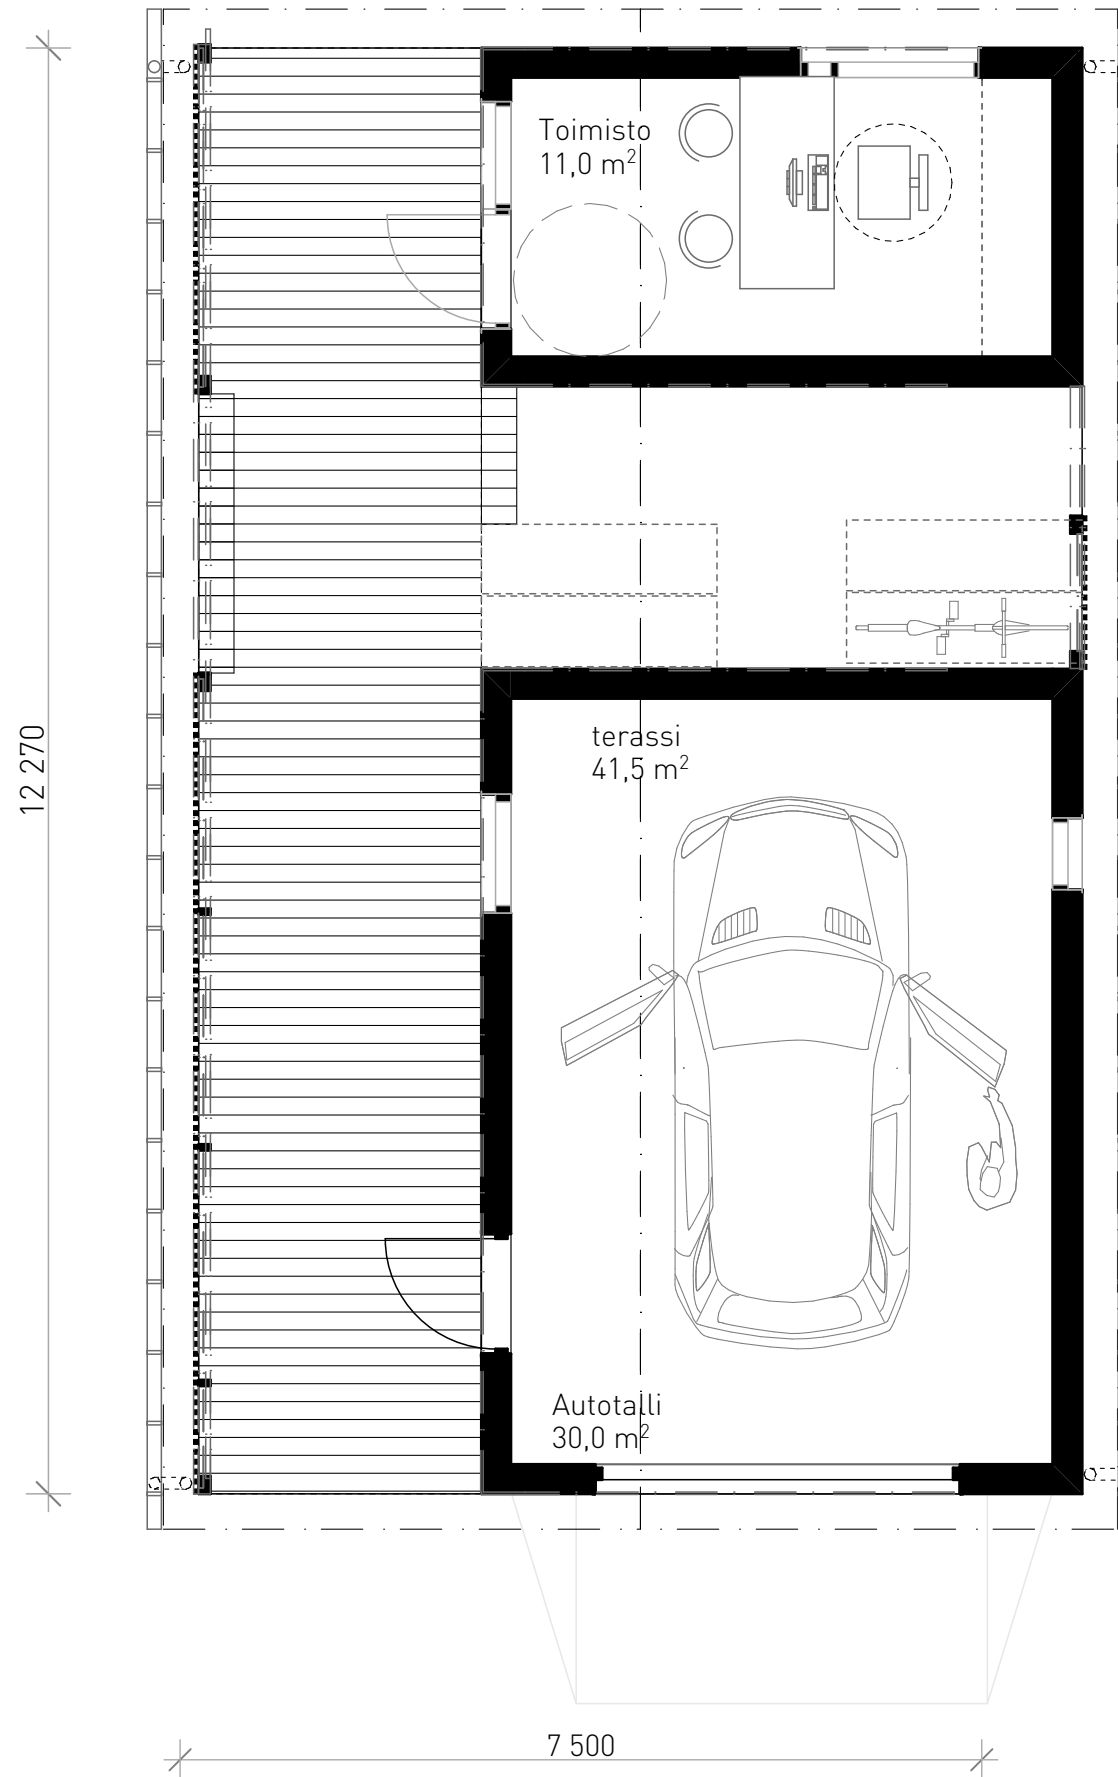 Toimisto
11,0 m²
12 270
terassi
41,5 m²
Autotalli
30,0 m²
7 500